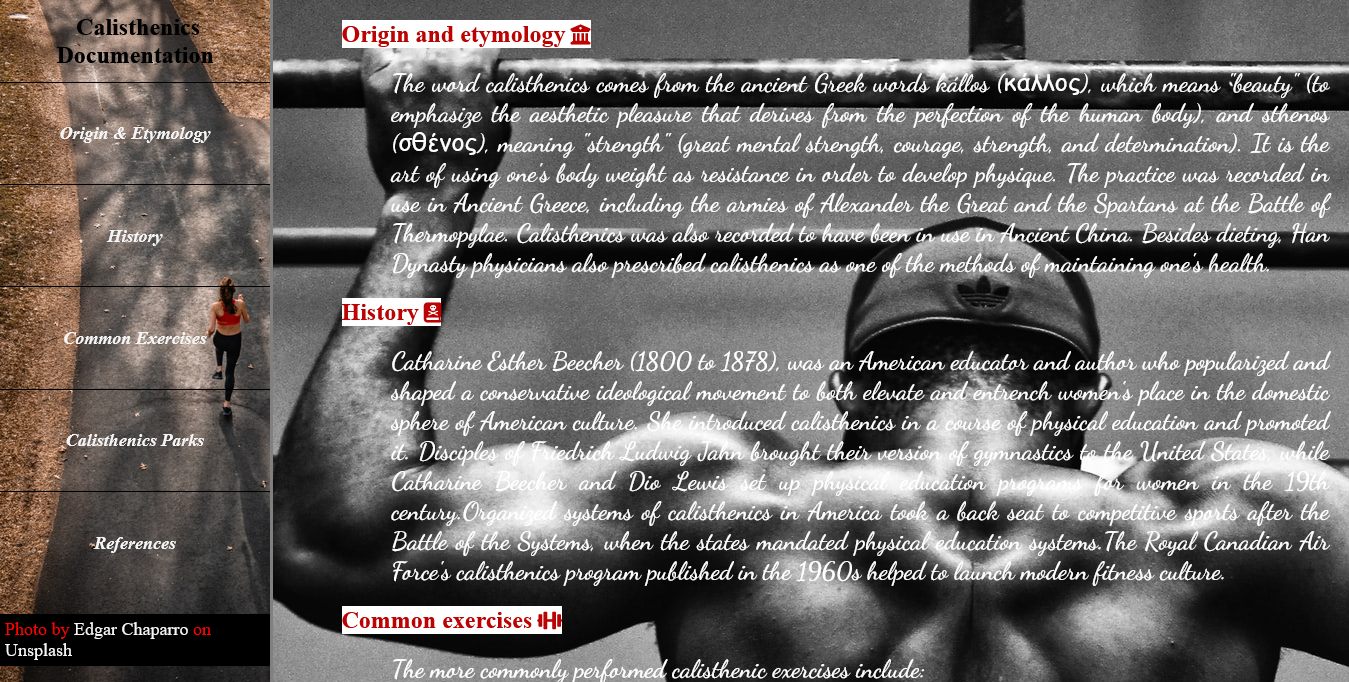 Calisthenics
Documentation
Origin & Etymology
History
Common Exercises
Calisthenics Parks
References
Photo by Edgar Chaparro on
Unsplash
Origin and etymology
The word calisthenics comes from the ancient Greek words kállos (κάλλος), which means "beauty" (to
emphasize the aesthetic pleasure that derives from the perfection of the human body), and sthenos
(σθένος), meaning "strength" (great mental strength, courage, strength, and determination). It is the
art of using one's body weight as resistance in order to develop physique. The practice was recorded in
use in Ancient Greece, including the armies of Alexander the Great and the Spartans at the Battle of
Thermopylae. Calisthenics was also recorded to have been in use in Ancient China. Besides dieting, Han
Dynasty physicians also prescribed calisthenics as one of the methods of maintaining one's health.
History
Catharine Esther Beecher (1800 to 1878), was an American educator and author who popularized and
shaped a conservative ideological movement to both elevate and entrench women's place in the domestic
sphere of American culture. She introduced calisthenics in a course of physical education and promoted
it. Disciples of Friedrich Ludwig Jahn brought their version of gymnastics to the United States, while
Catharine Beecher and Dio Lewis set up physical education programs for women in the 19th
century.Organized systems of calisthenics in America took a back seat to competitive sports after the
Battle of the Systems, when the states mandated physical education systems.The Royal Canadian Air
Force's calisthenics program published in the 1960s helped to launch modern fitness culture.
Common exercises
The more commonly performed calisthenic exercises include: